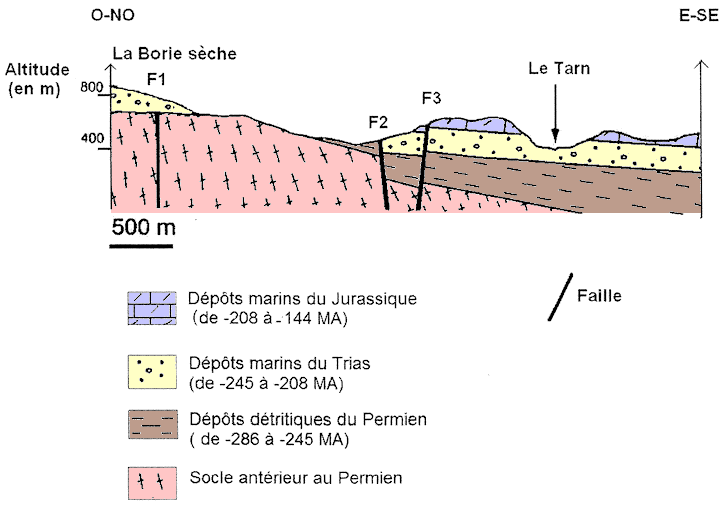 O-NO
E-SE
La Borie sèche
Altitude
(en m)
F1
Le Tarn
F3
800
F2
400
500 m
Dépôts marins du Jurassique
(de -208 à -144 MA)
Faille
Dépôts marins du Trias
(de -245 à -208 MA)
Dépôts détritiques du Permien
( de -286 à -245 MA)
Socle antérieur au Permien